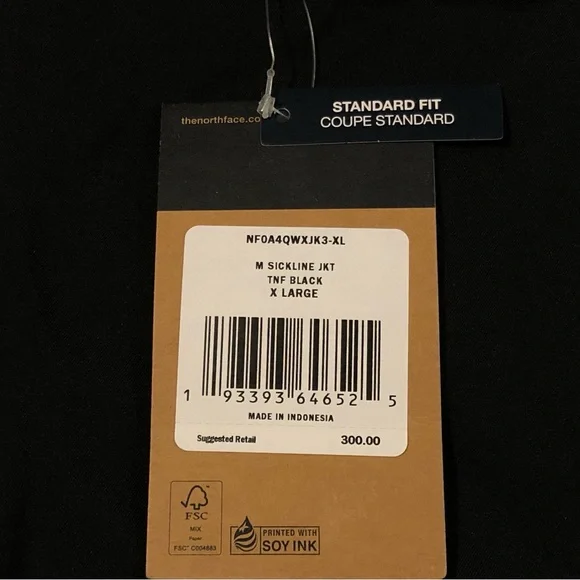 STANDARD FIT
COUPE STANDARD
thenorthface.co
NF0A4QWXJK3-XL
M SICKLINE JKT
TNF BLACK
X LARGE
1 93393 64652 5
MADE IN INDONESIA
Suggested Retail 300.00
FSC
MIX
Paper
FSC® C004883
PRINTED WITH
SOY INK